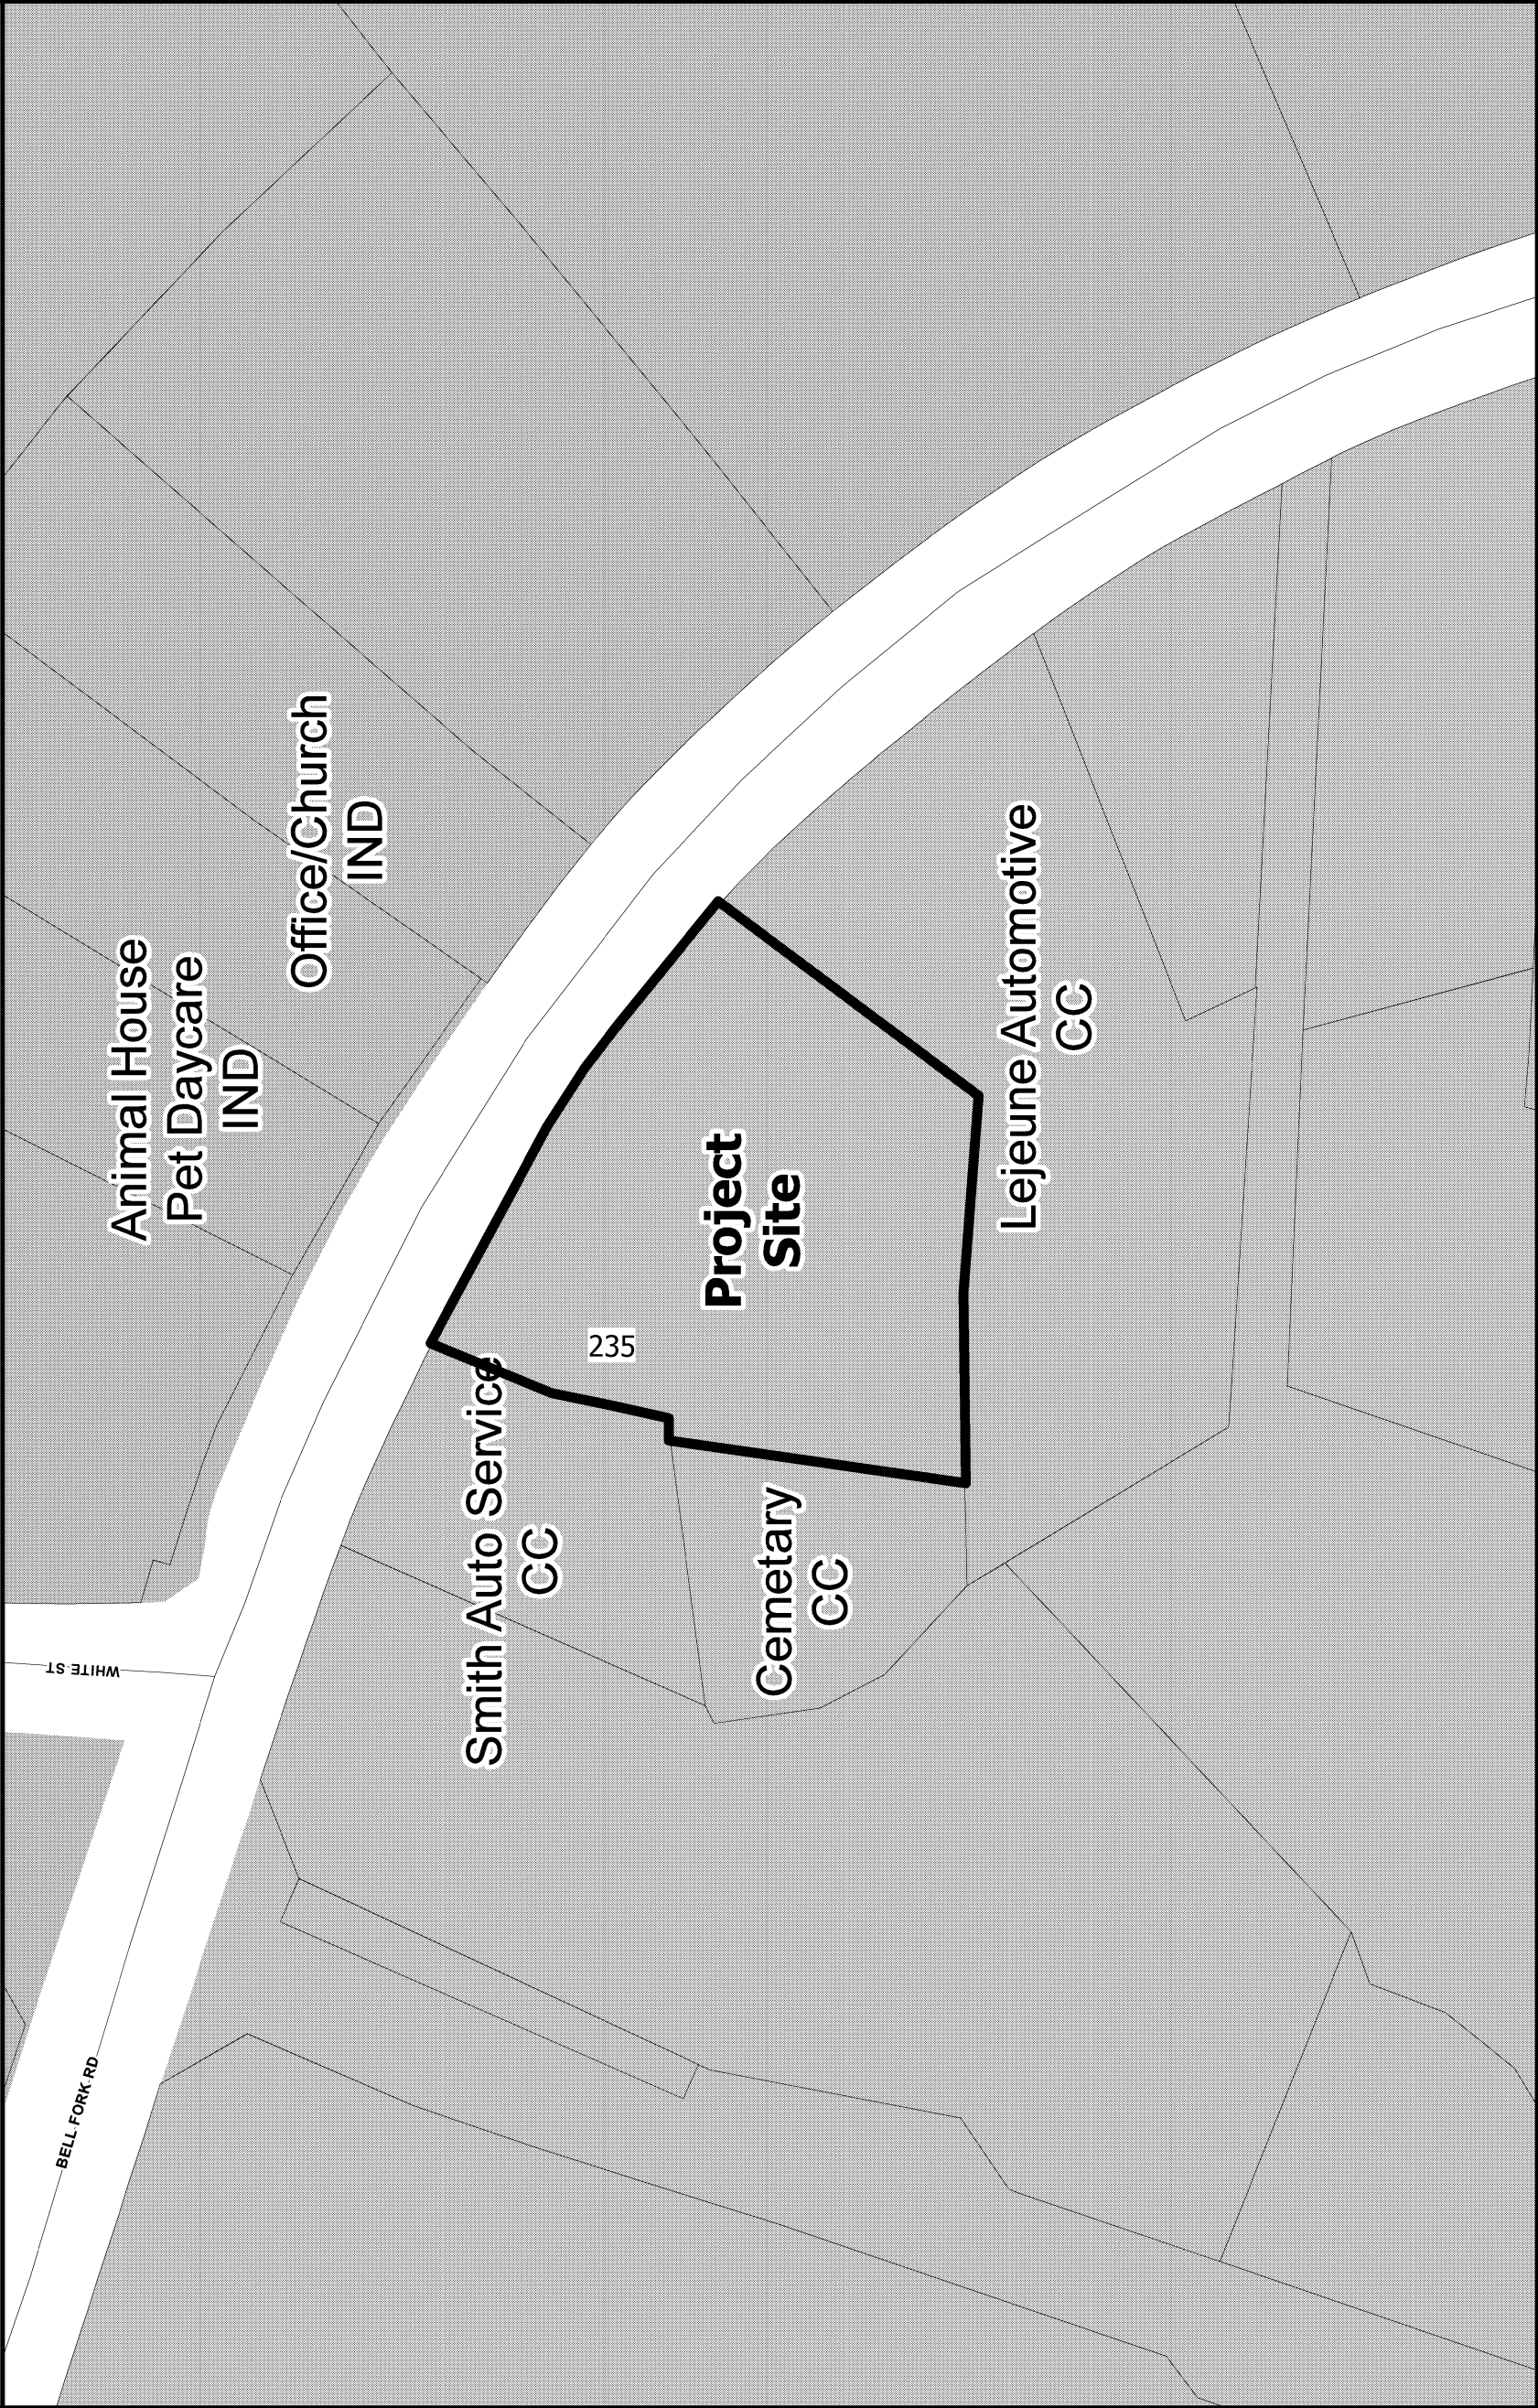 Animal House
Pet Daycare
IND
Office/Church
IND
WHITE ST
BELL FORK RD
Smith Auto Service
CC
235
Project
Site
Cemetary
CC
Lejeune Automotive
CC